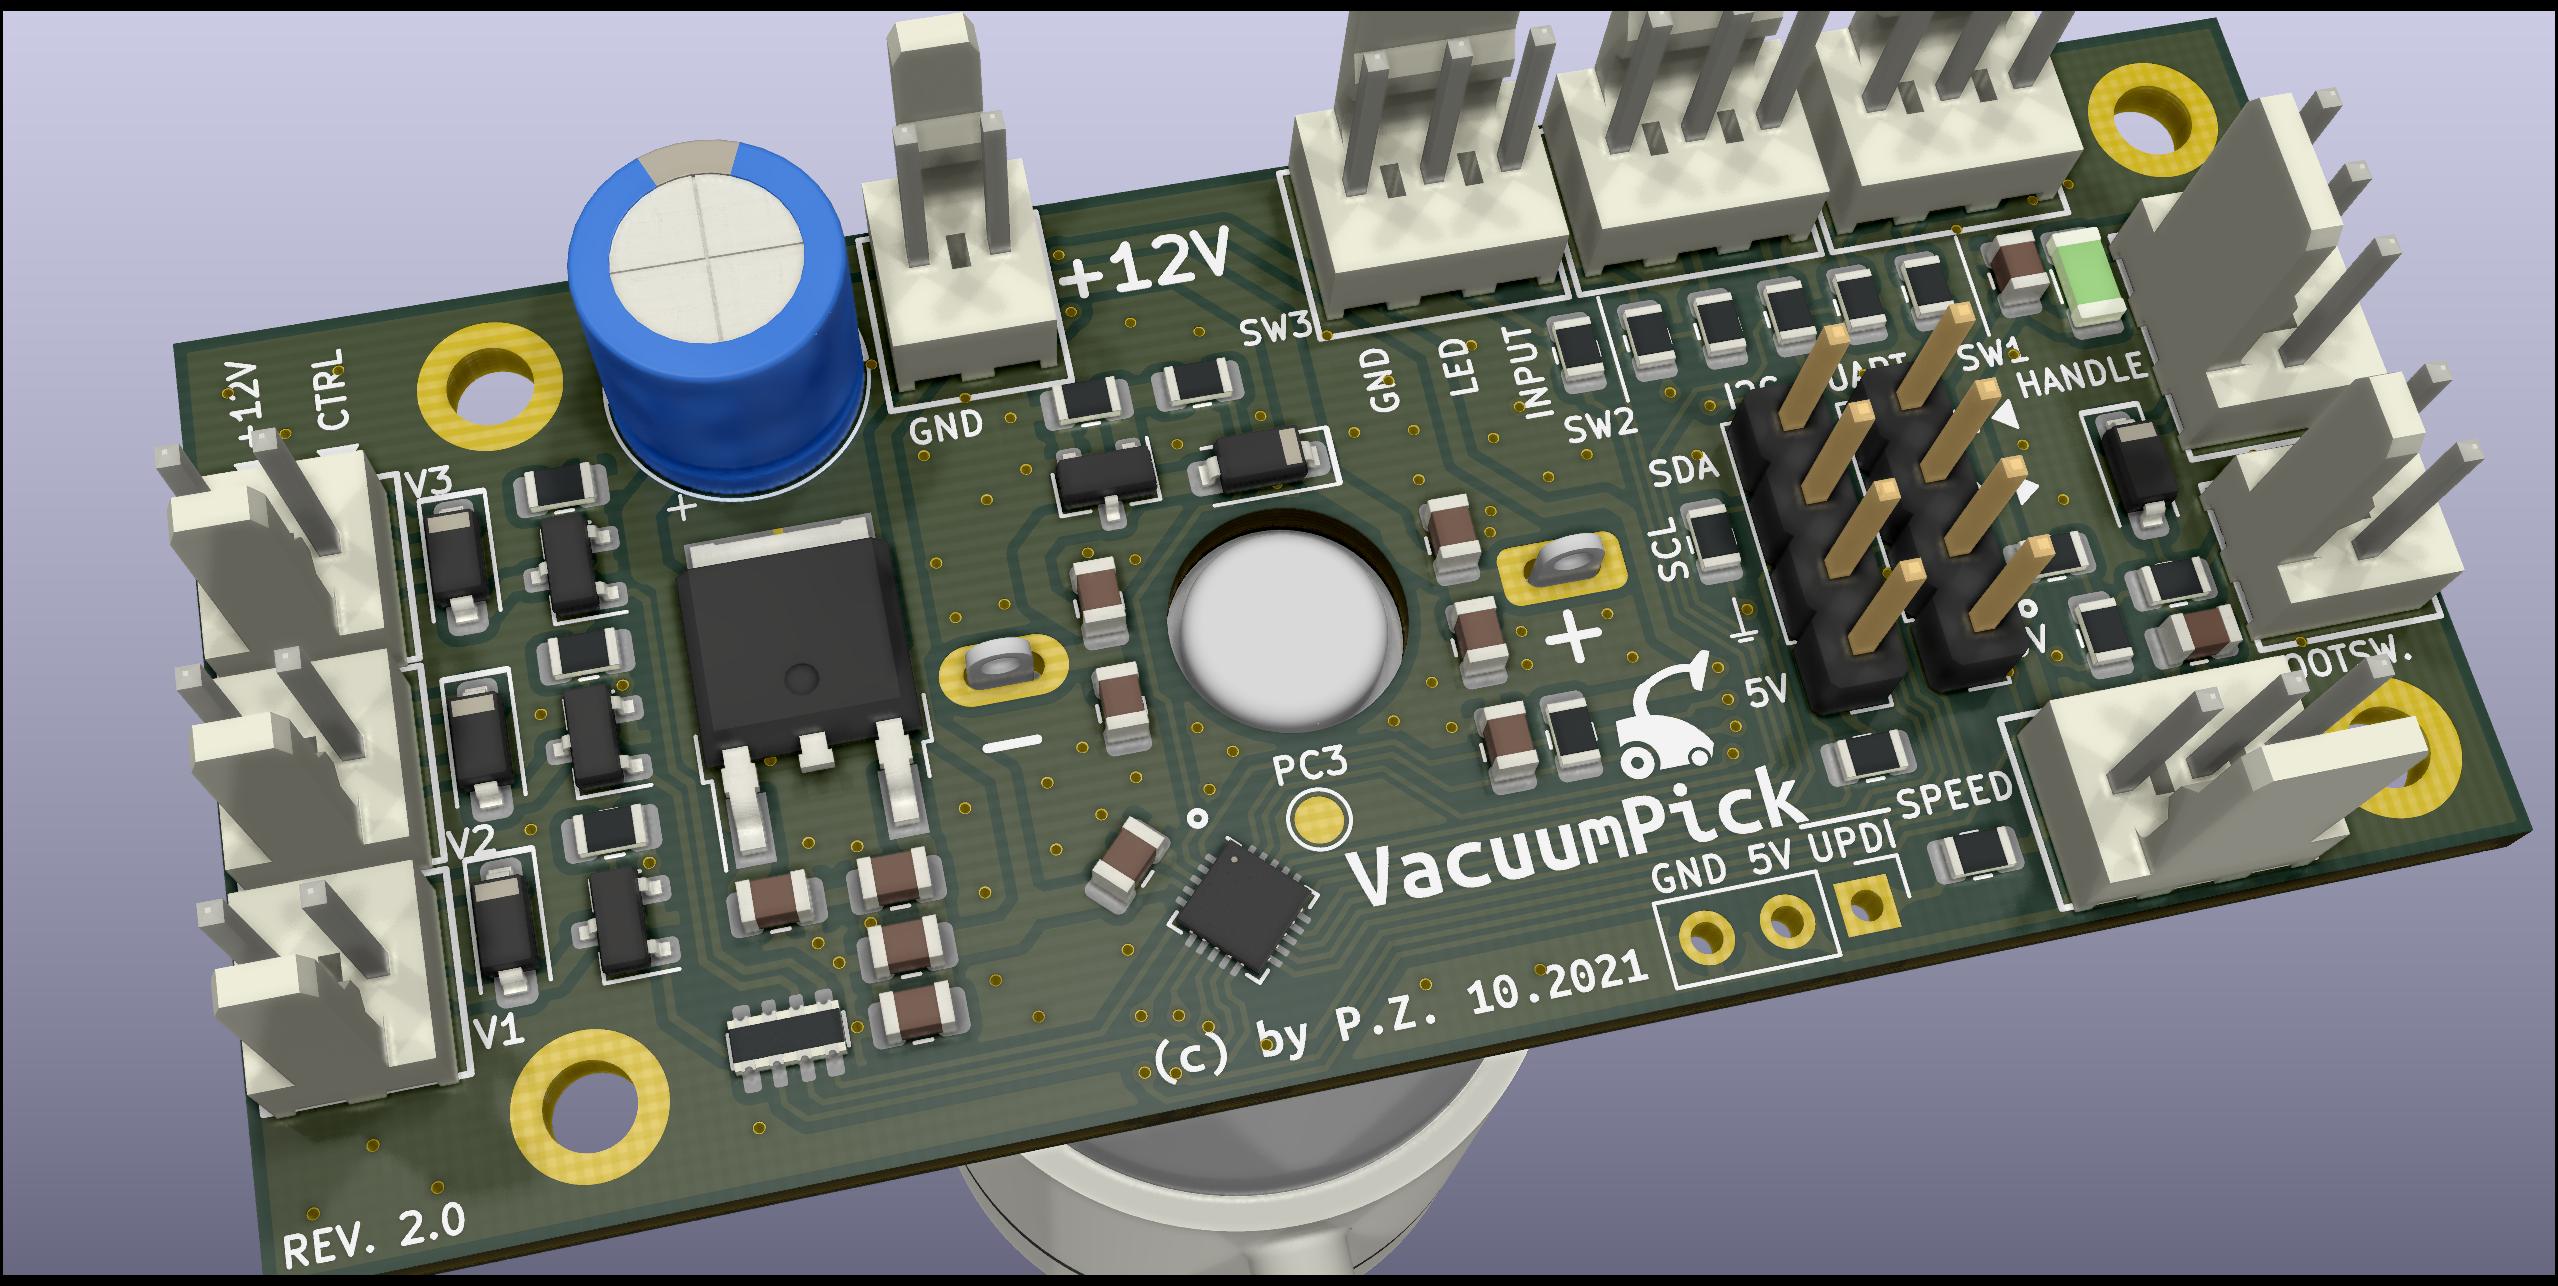 +12V
CTRL
V3
V2
V1
+12V
GND
+
SW3
GND
LED
INPUT
SW2
SW1
HANDLE
SDA
SCL
5V
+
−
PC3
VacuumPick
SPEED
GND 5V UPDI
(c) by P.Z. 10.2021
REV. 2.0